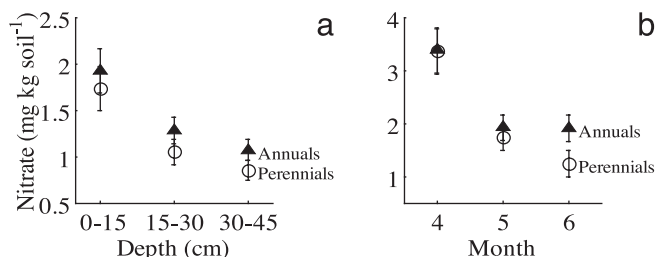 a
Nitrate (mg kg soil⁻¹)
2.5
2
1.5
1
0.5
Annuals
Perennials
0-15 15-30 30-45
Depth (cm)
b
4
3
2
1
Annuals
Perennials
4 5 6
Month